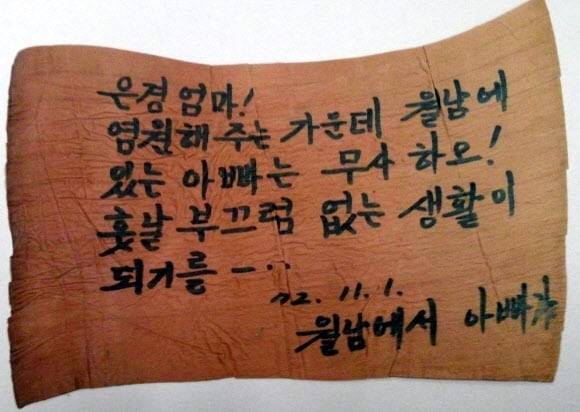 은경 엄마!
염원해 주는 가운데 월남에
있는 아빠는 무사 하오!
훗날 부끄럼 없는 생활이
되기를 - ··
72. 11. 1.
월남에서 아빠가